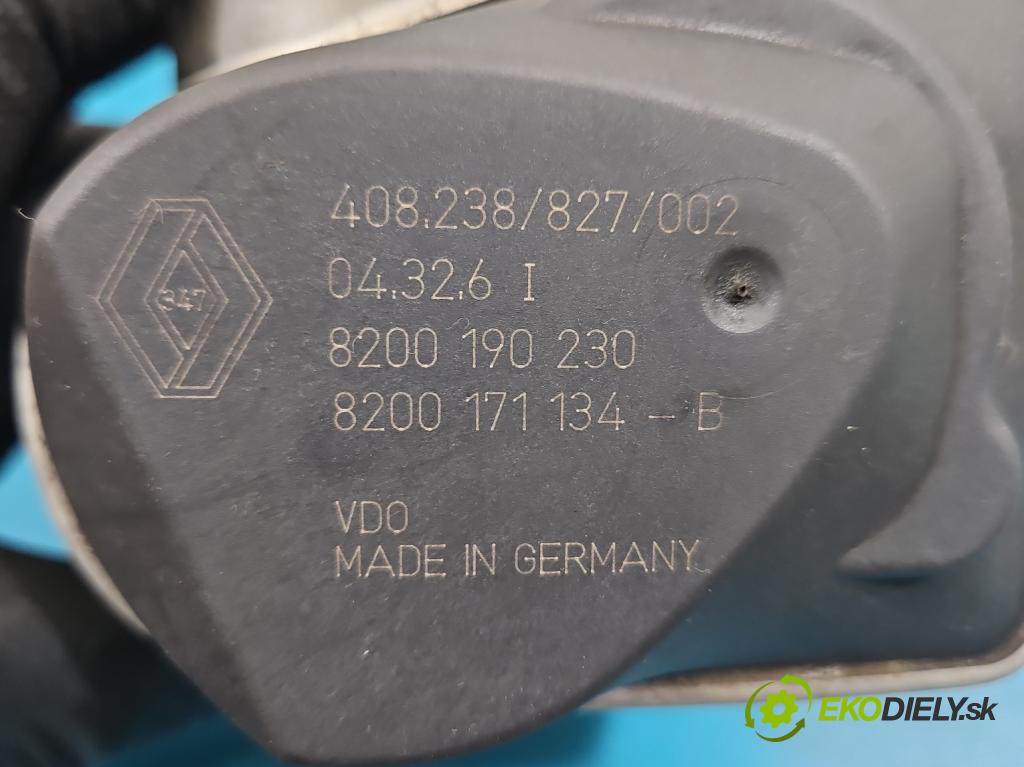 347
408.238/827/002
04.32.6 I
8200 190 230
8200 171 134 - B
VDO
MADE IN GERMANY
EKODIELY.sk